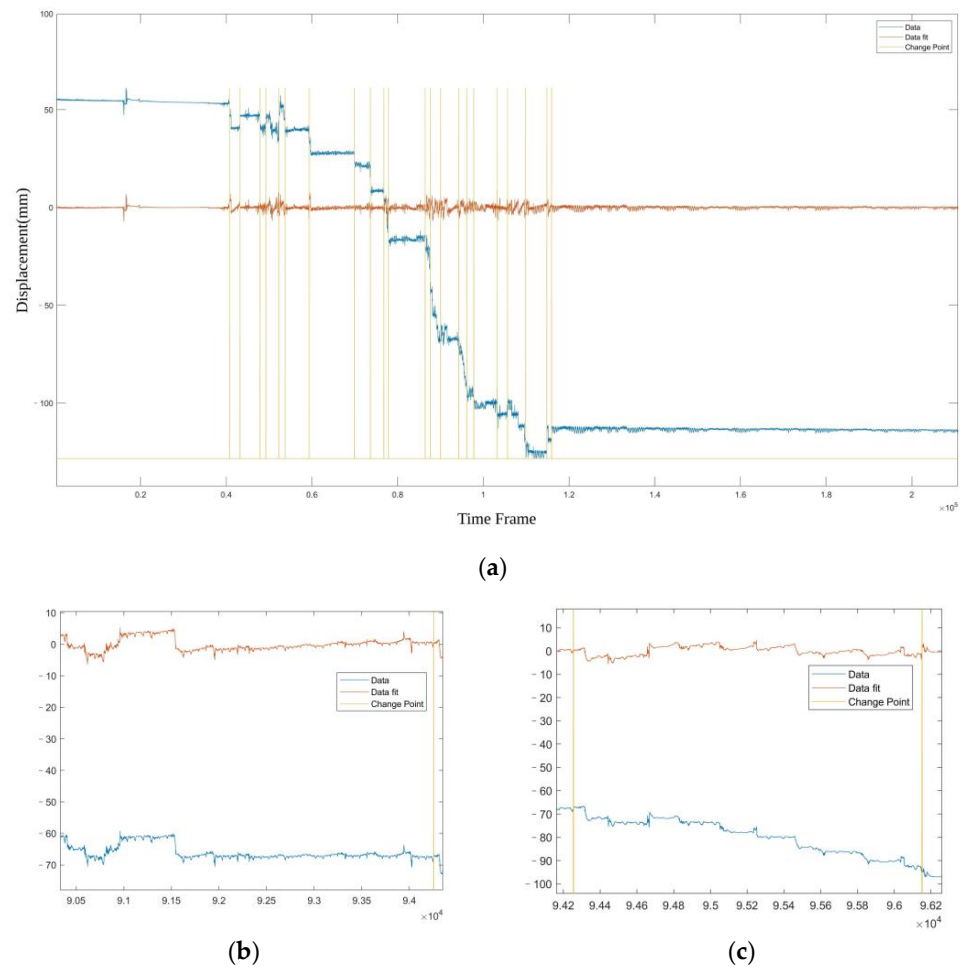 100
Data
Data fit
Change Point
50
0
-50
-100
Displacement(mm)
0.2 0.4 0.6 0.8 1 1.2 1.4 1.6 1.8 2
×10⁵
Time Frame
(a)
10
0
-10
-20
-30
-40
-50
-60
-70
Data
Data fit
Change Point
9.05 9.1 9.15 9.2 9.25 9.3 9.35 9.4
×10⁴
(b)
10
0
-10
-20
-30
-40
-50
-60
-70
-80
-90
-100
Data
Data fit
Change Point
9.42 9.44 9.46 9.48 9.5 9.52 9.54 9.56 9.58 9.6 9.62
×10⁴
(c)